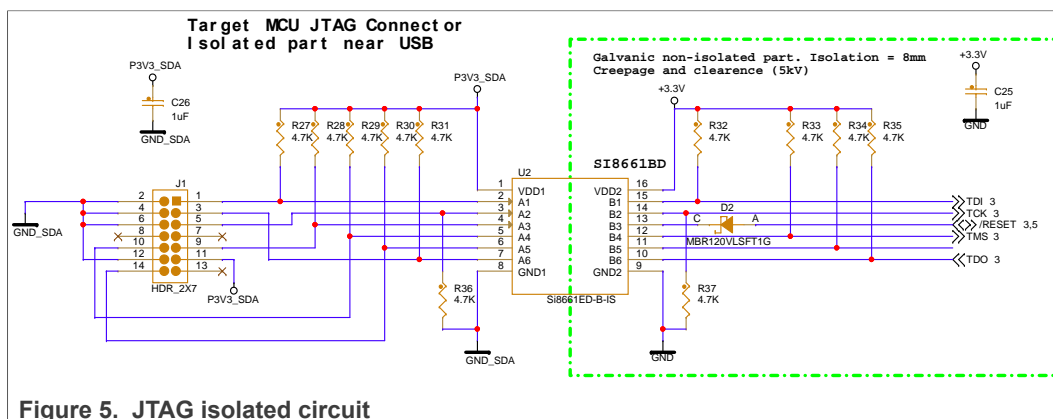 Target MCU JTAG Connector
Isolated part near USB
P3V3_SDA
C26
1uF
GND_SDA
P3V3_SDA
R27
4.7K
R28
4.7K
R29
4.7K
R30
4.7K
R31
4.7K
Galvanic non-isolated part. Isolation = 8mm
Creepage and clearence (5kV)
+3.3V
+3.3V
C25
1uF
GND
R32
4.7K
R33
4.7K
R34
4.7K
R35
4.7K
SI8661BD
U2
J1
GND_SDA
2 1
4 3
6 5
8 7
10 9
12 11
14 13
HDR_2X7
P3V3_SDA
1 VDD1 VDD2 16
2 A1 B1 15
3 A2 B2 14
4 A3 B3 13
5 A4 B4 12
6 A5 B5 11
7 A6 B6 10
8 GND1 GND2 9
Si8661ED-B-IS
D2
C A
MBR120VLSFT1G
TDI 3
TCK 3
/RESET 3,5
TMS 3
TDO 3
R36
4.7K
GND_SDA
R37
4.7K
GND
Figure 5. JTAG isolated circuit